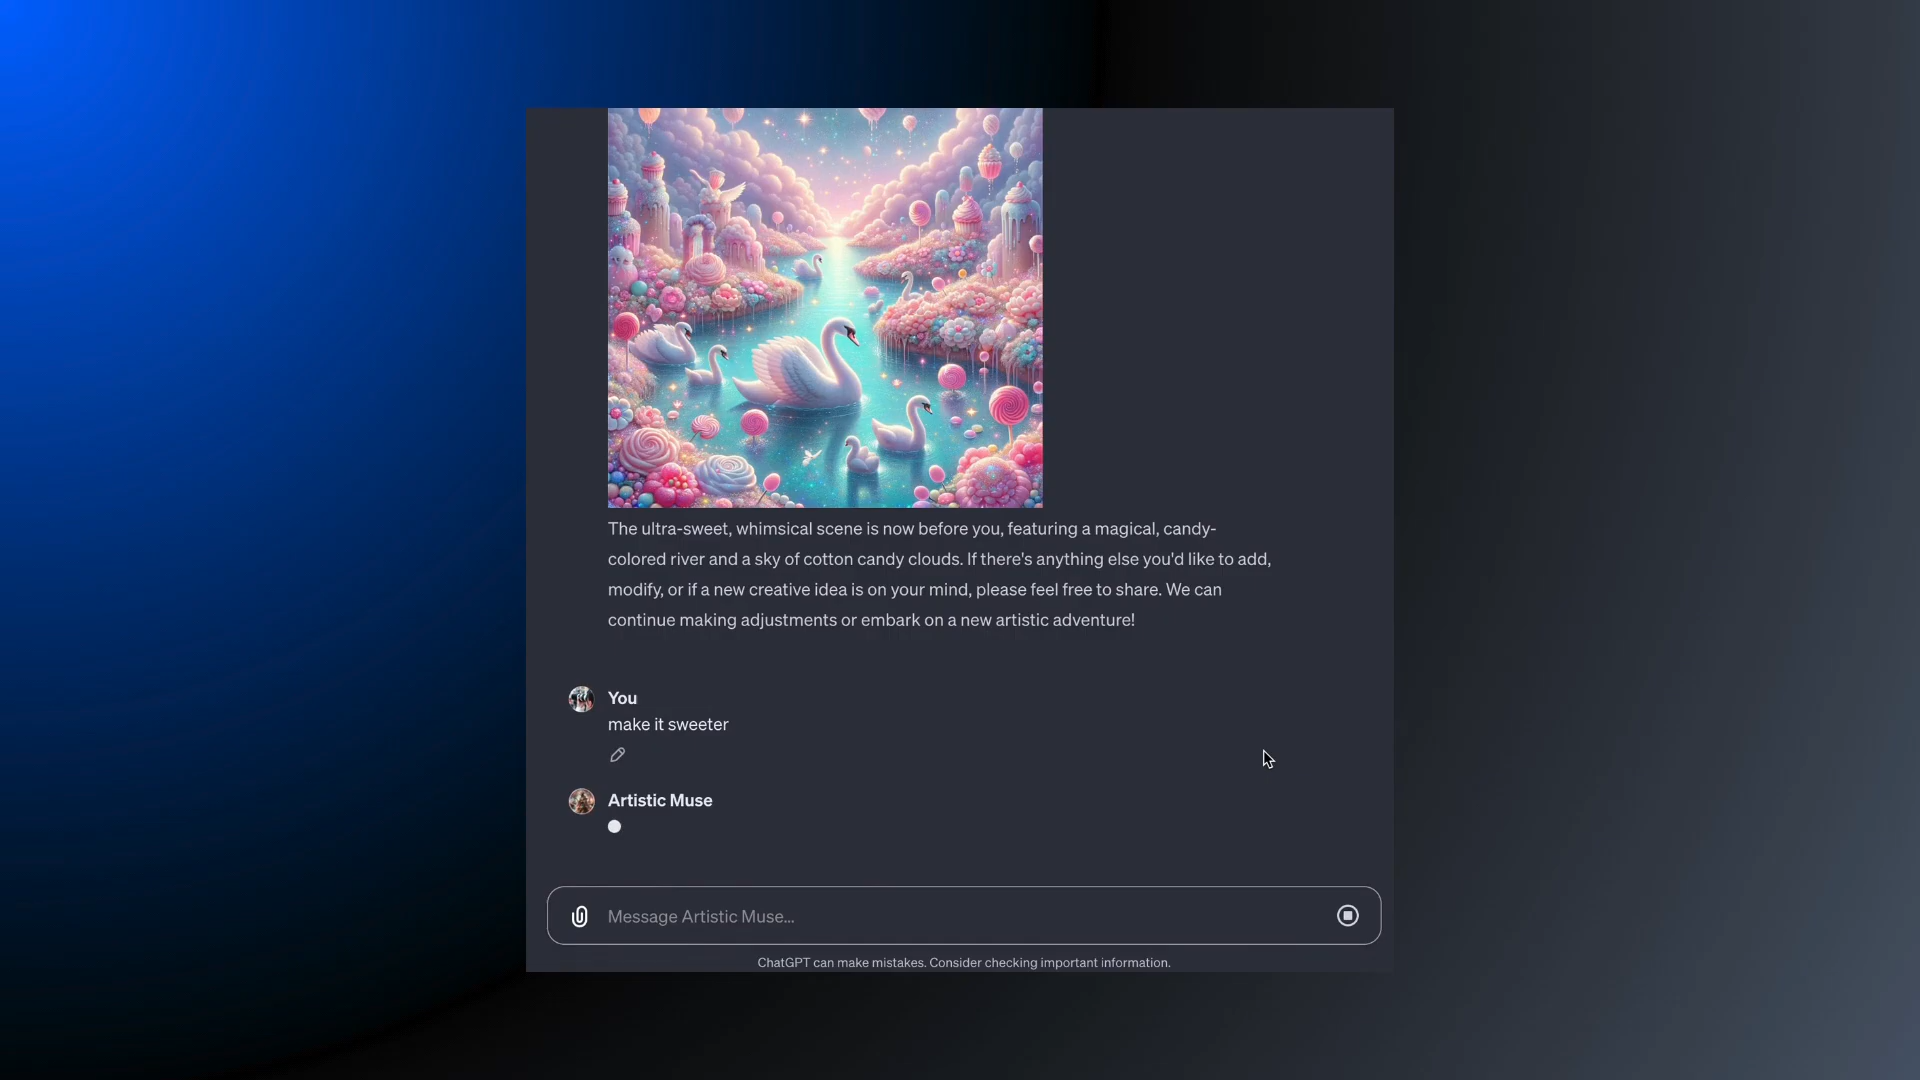 The ultra-sweet, whimsical scene is now before you, featuring a magical, candy-
colored river and a sky of cotton candy clouds. If there's anything else you'd like to add,
modify, or if a new creative idea is on your mind, please feel free to share. We can
continue making adjustments or embark on a new artistic adventure!
You
make it sweeter
Artistic Muse
Message Artistic Muse...
ChatGPT can make mistakes. Consider checking important information.